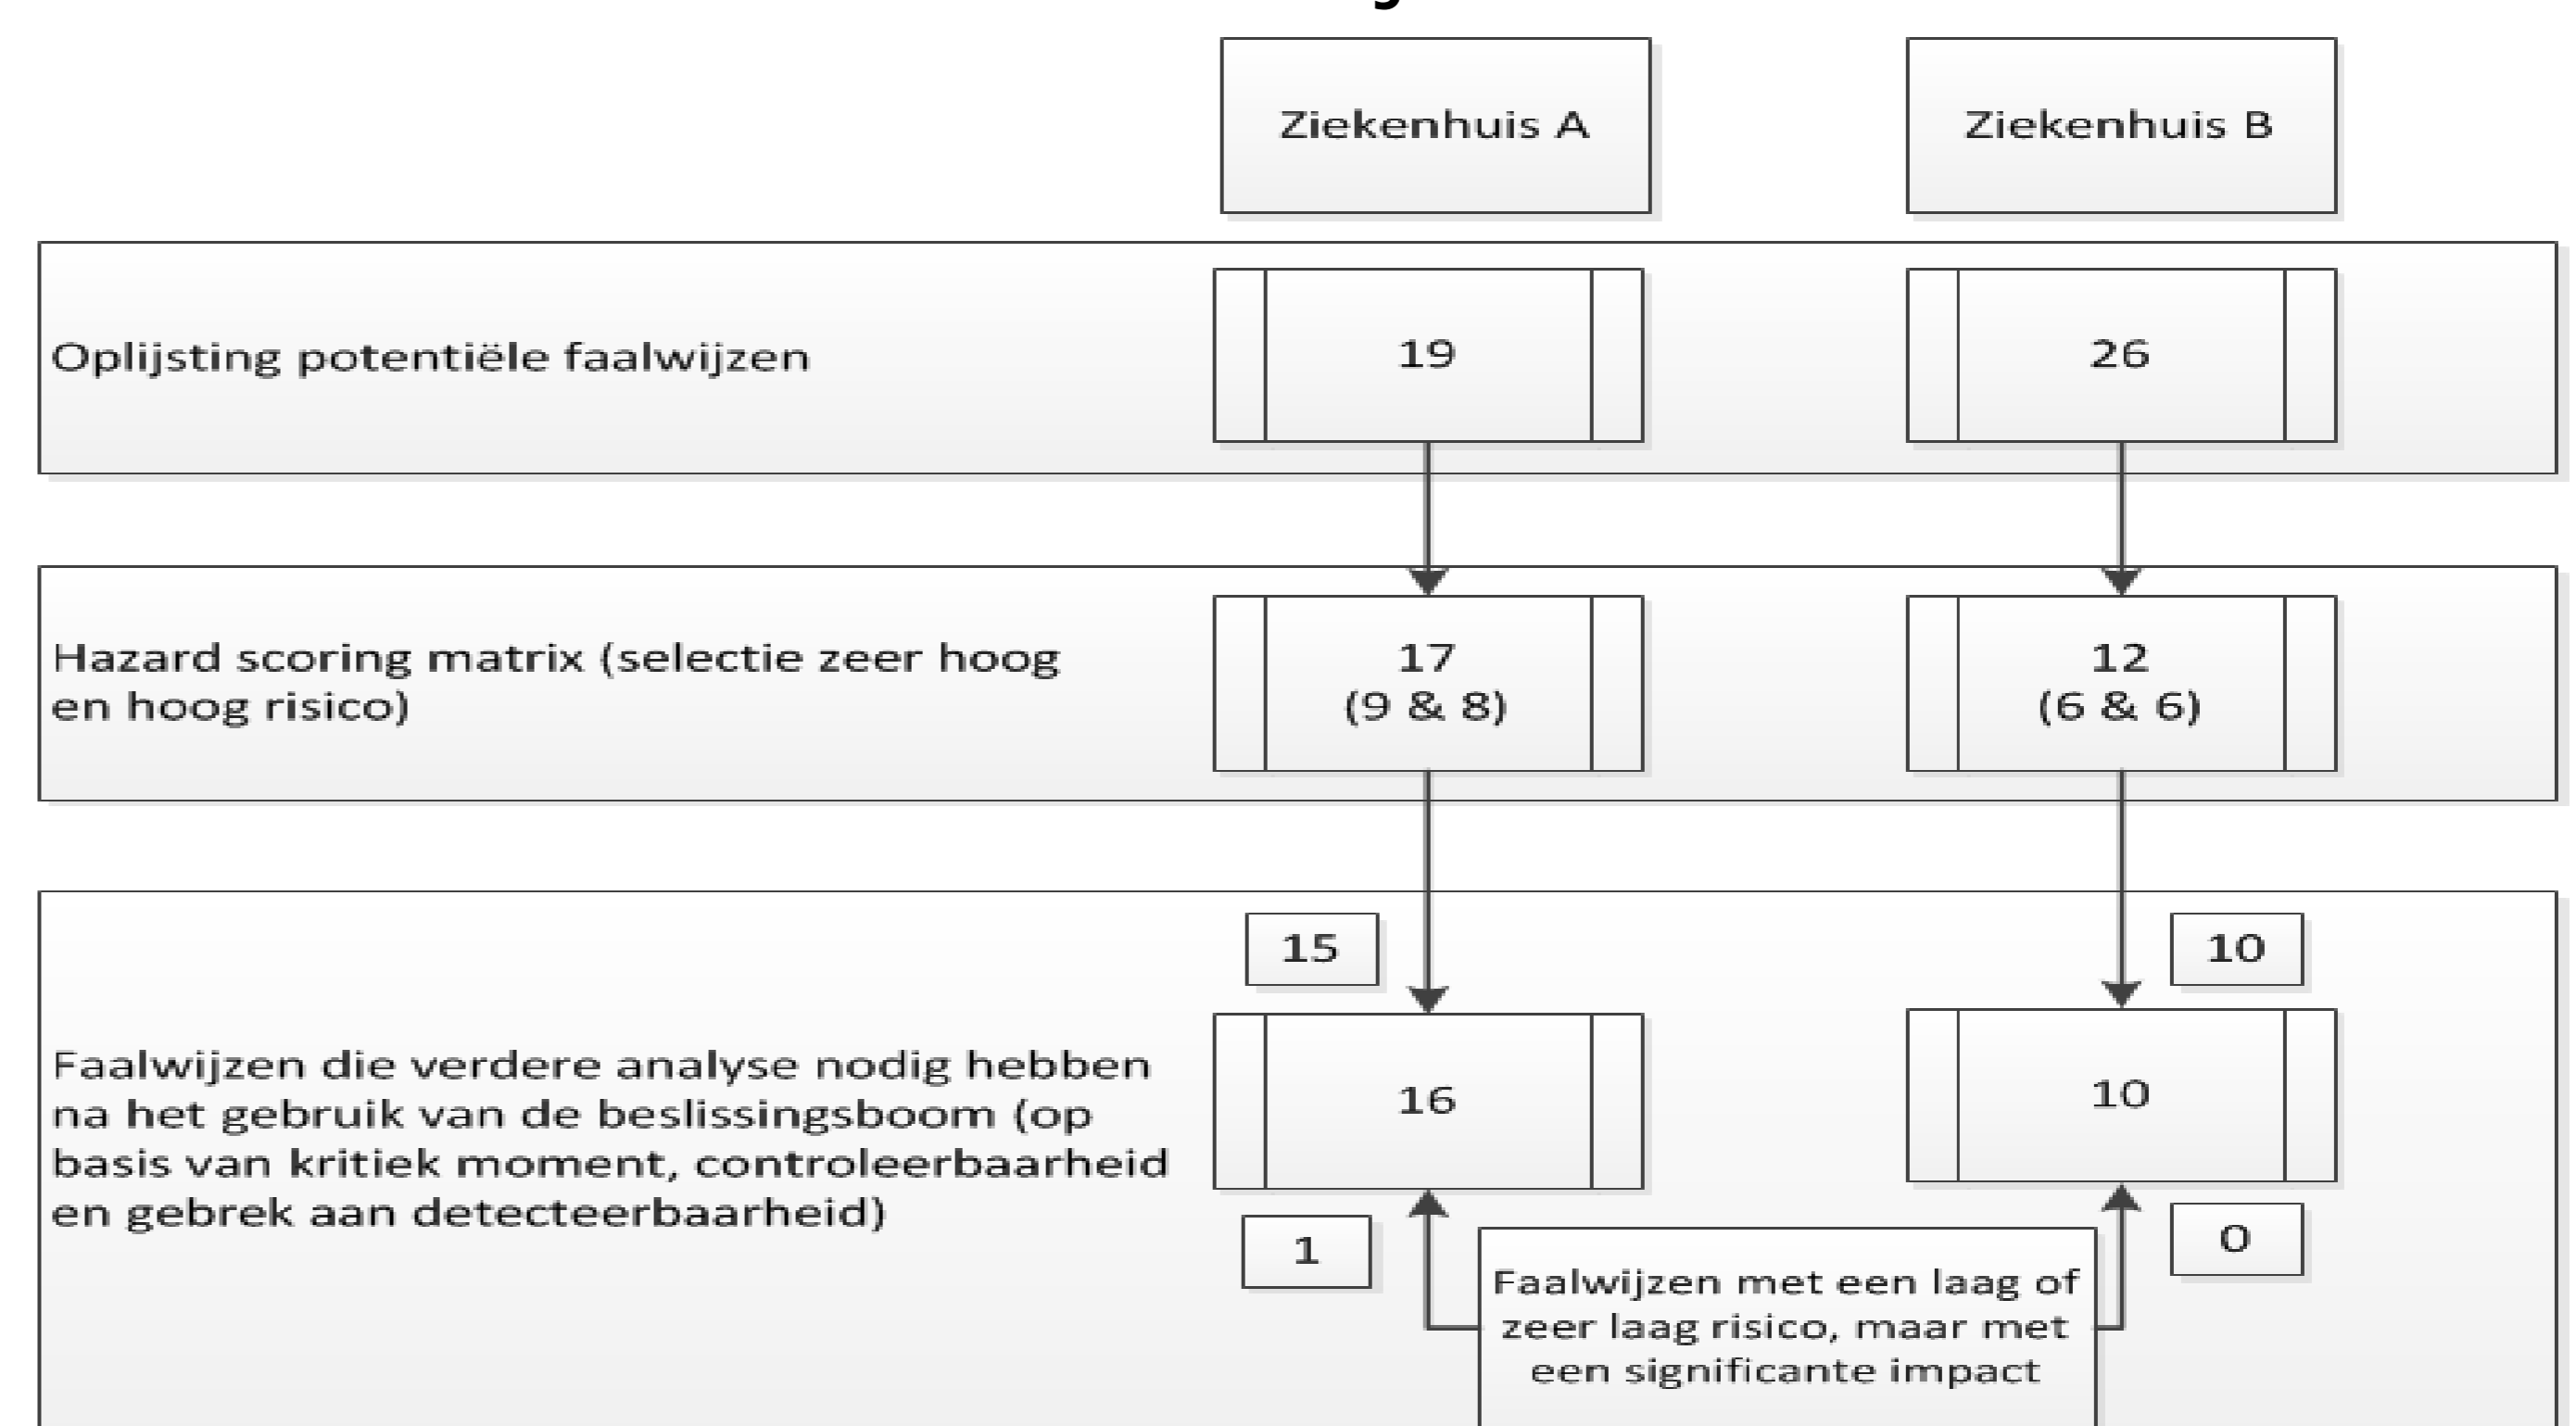 Ziekenhuis A
Ziekenhuis B
Oplijsting potentiële faalwijzen
19
26
Hazard scoring matrix (selectie zeer hoog
en hoog risico)
17
(9 & 8)
12
(6 & 6)
15
10
Faalwijzen die verdere analyse nodig hebben
na het gebruik van de beslissingsboom (op
basis van kritiek moment, controleerbaarheid
en gebrek aan detecteerbaarheid)
16
10
1
0
Faalwijzen met een laag of
zeer laag risico, maar met
een significante impact